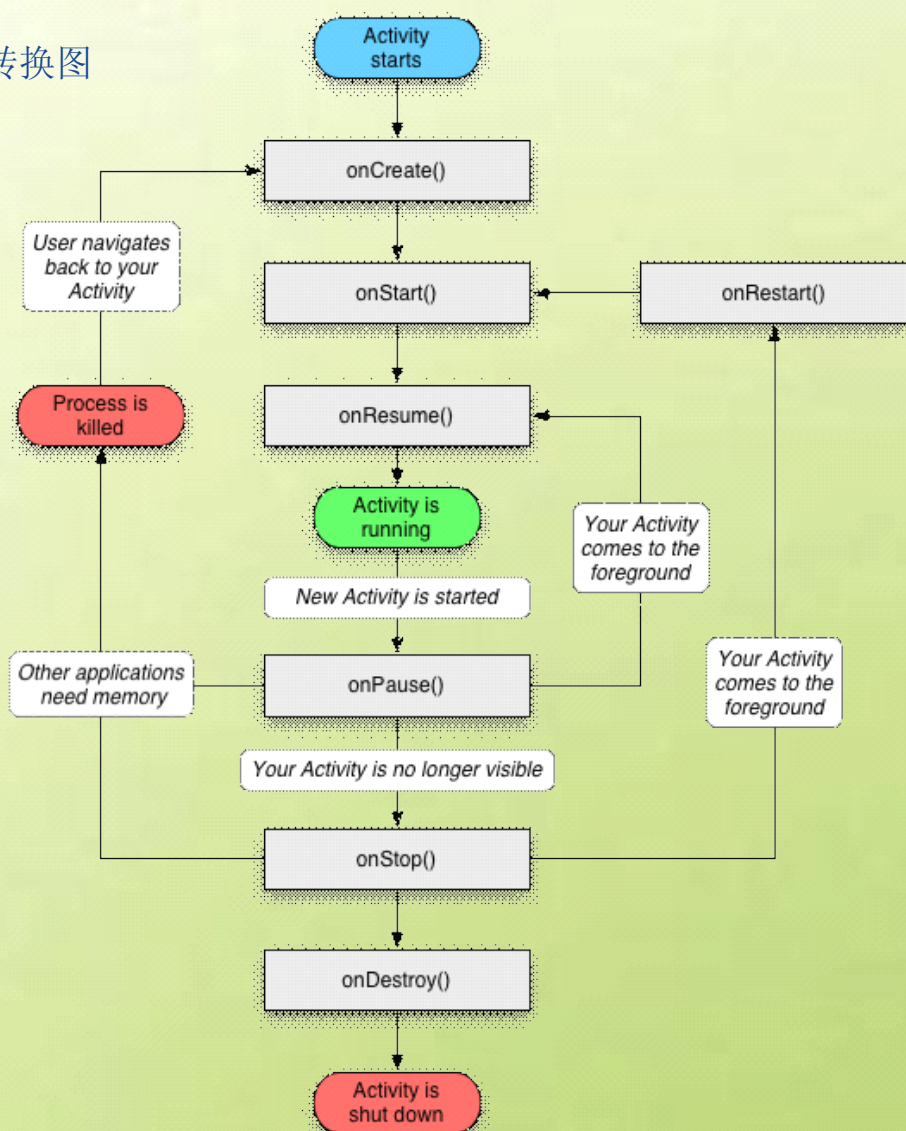 转换图
Activity
starts
onCreate()
User navigates
back to your
Activity
onStart()
onRestart()
Process is
killed
onResume()
Activity is
running
Your Activity
comes to the
foreground
New Activity is started
Other applications
need memory
onPause()
Your Activity
comes to the
foreground
Your Activity is no longer visible
onStop()
onDestroy()
Activity is
shut down